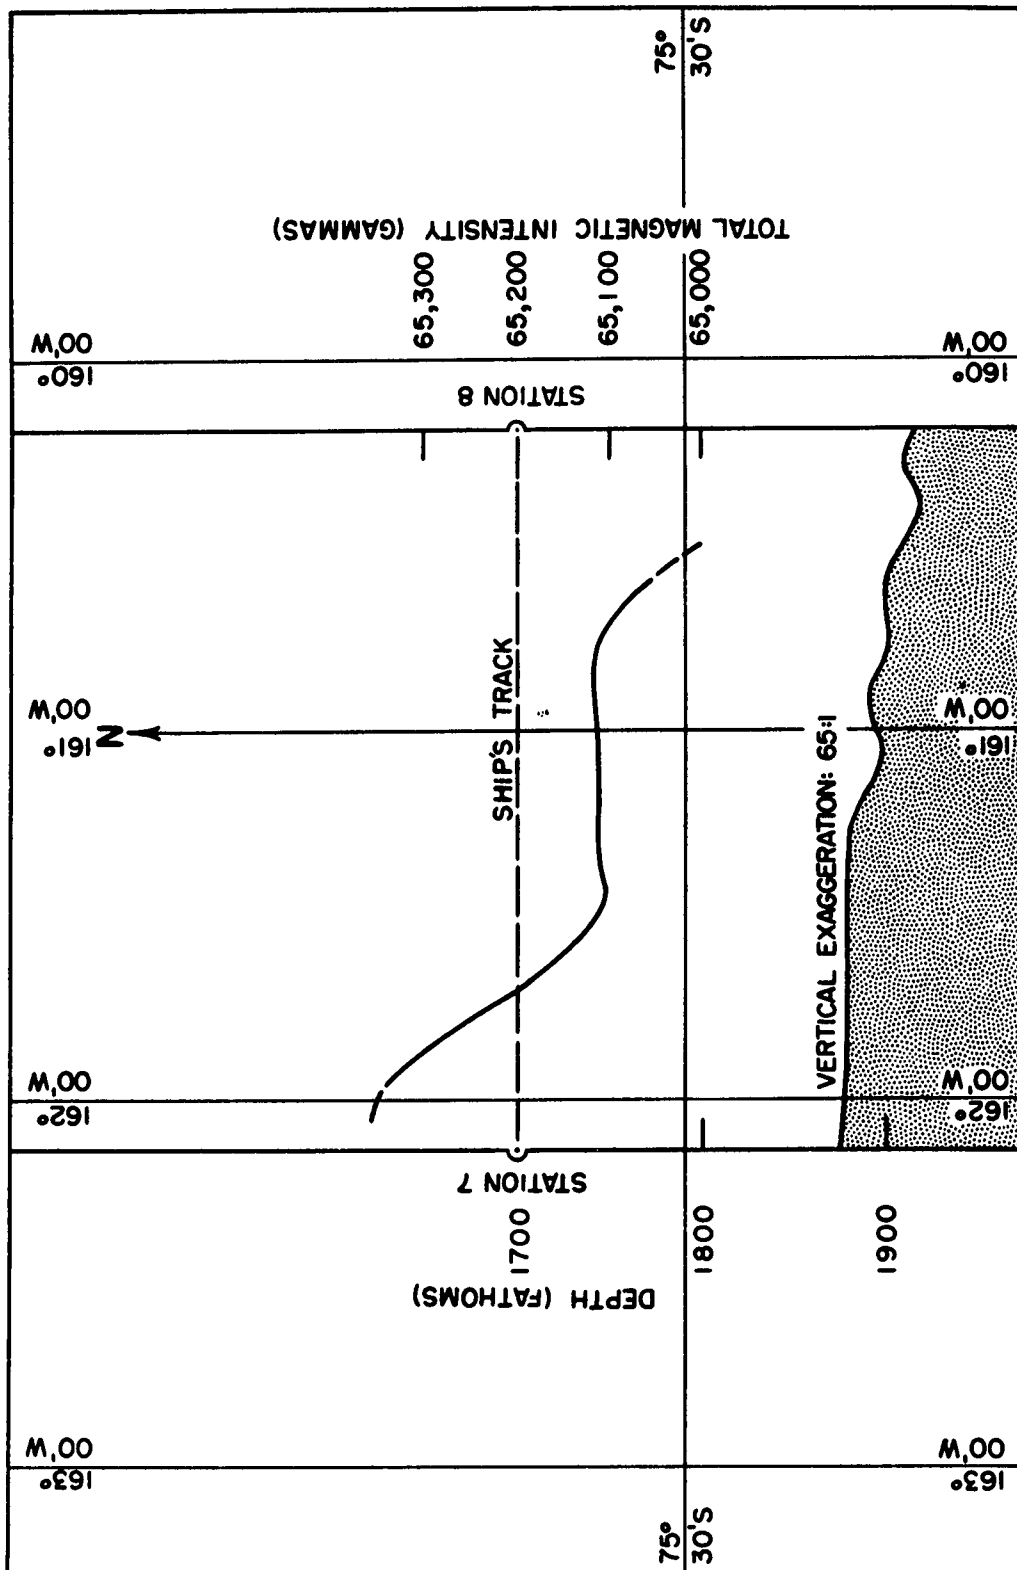 163°
00'W
162°
00'W
161°
00'W
160°
00'W
N
STATION 7
STATION 8
SHIP'S TRACK
DEPTH (FATHOMS)
1700
1800
1900
TOTAL MAGNETIC INTENSITY (GAMMAS)
65,300
65,200
65,100
65,000
75°
30'S
75°
30'S
VERTICAL EXAGGERATION: 65:1
163°
00'W
162°
00'W
161°
00'W
160°
00'W